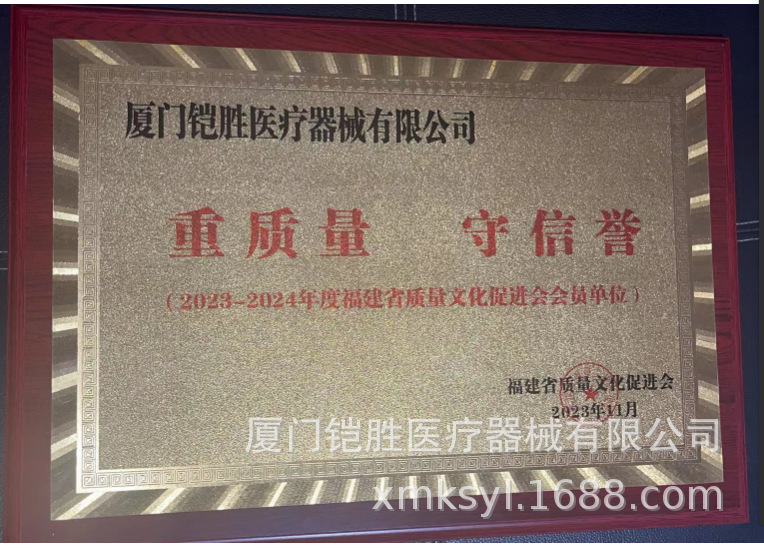 厦门铠胜医疗器械有限公司
重质量 守信誉
（2023-2024年度福建省质量文化促进会会员单位）
福建省质量文化促进会
2023年11月
厦门铠胜医疗器械有限公司
xmksyl.1688.com